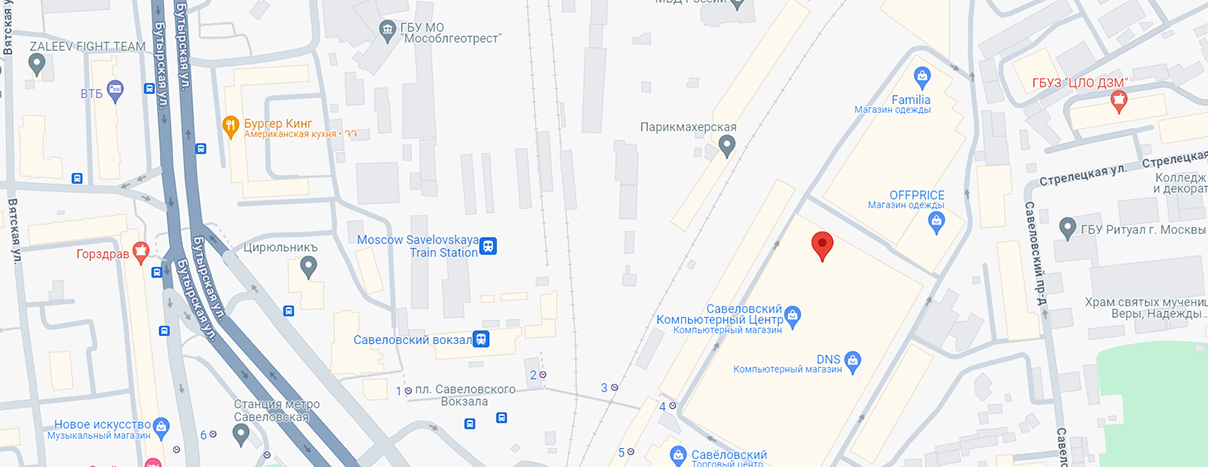 Вятская ул.
Бутырская ул.
Бутырская ул.
ГБУ МО
"Мособлгеотрест"
МВД России
ZALEEV FIGHT TEAM
ВТБ
Бургер Кинг
Американская кухня •
Familia
Магазин одежды
ГБУЗ "ЦЛО ДЗМ"
Парикмахерская
Стрелецкая ул.
Стрелецкая
Колледж
и декорат
OFFPRICE
Магазин одежды
Вятская ул.
ГБУ Ритуал г. Москвы
Савеловский пр-д
Горздрав
Цирюльникъ
Moscow Savelovskaya
Train Station
Бутырская ул.
Бутырская ул.
Савеловский
Компьютерный Центр
Компьютерный магазин
Храм святых мучениц
Веры, Надежды...
Савеловский вокзал
DNS
Компьютерный магазин
1
2
3
4
5
6
пл. Савеловского
Вокзала
Станция метро
Савеловская
Новое искусство
Музыкальный магазин
Савёловский
Торговый центр